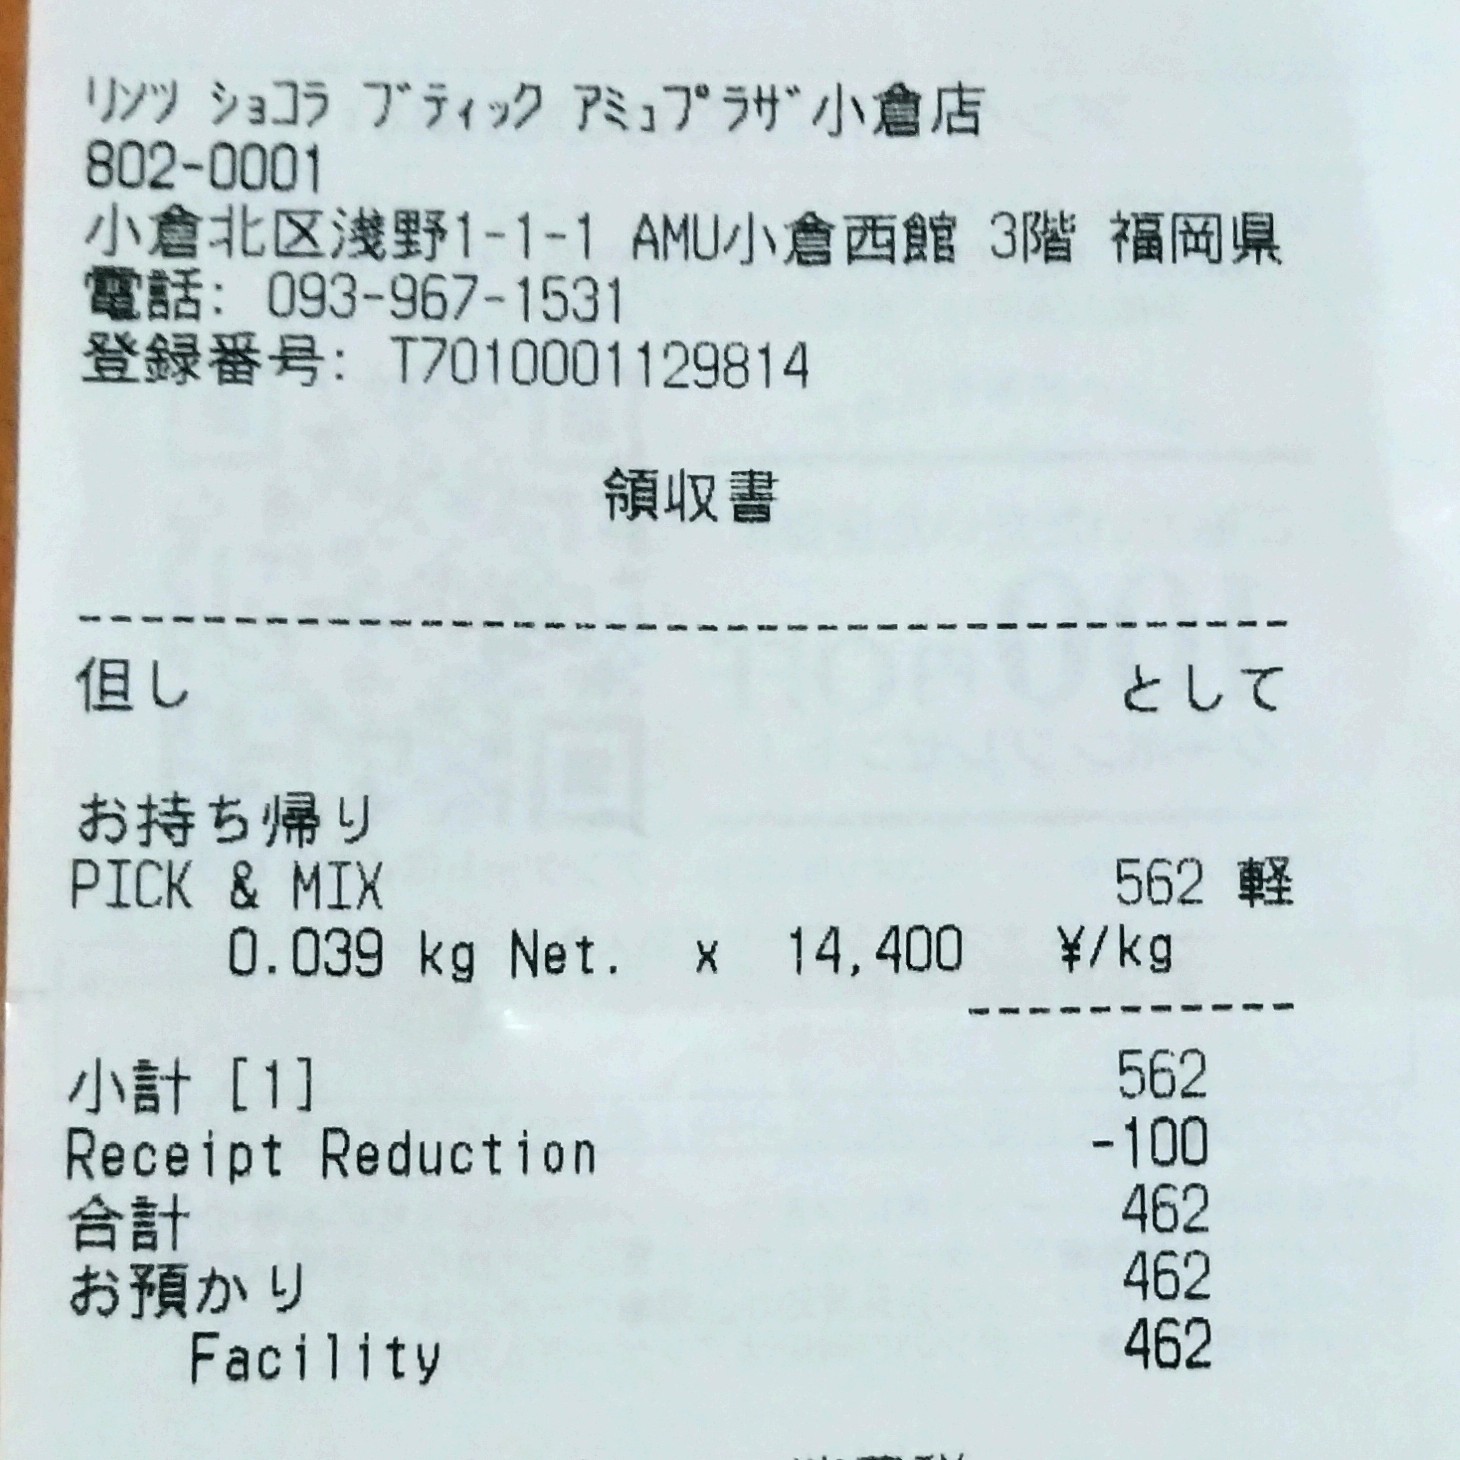 リンツ ショコラ ブティック アミュプラザ小倉店
802-0001
小倉北区淺野1-1-1 AMU小倉西館 3階 福岡県
電話: 093-967-1531
登録番号: T7010001129814
領収書
但し として
お持ち帰り
PICK & MIX 562 軽
0.039 kg Net. x 14,400 ¥/kg
小計 [1] 562
Receipt Reduction -100
合計 462
お預かり 462
Facility 462